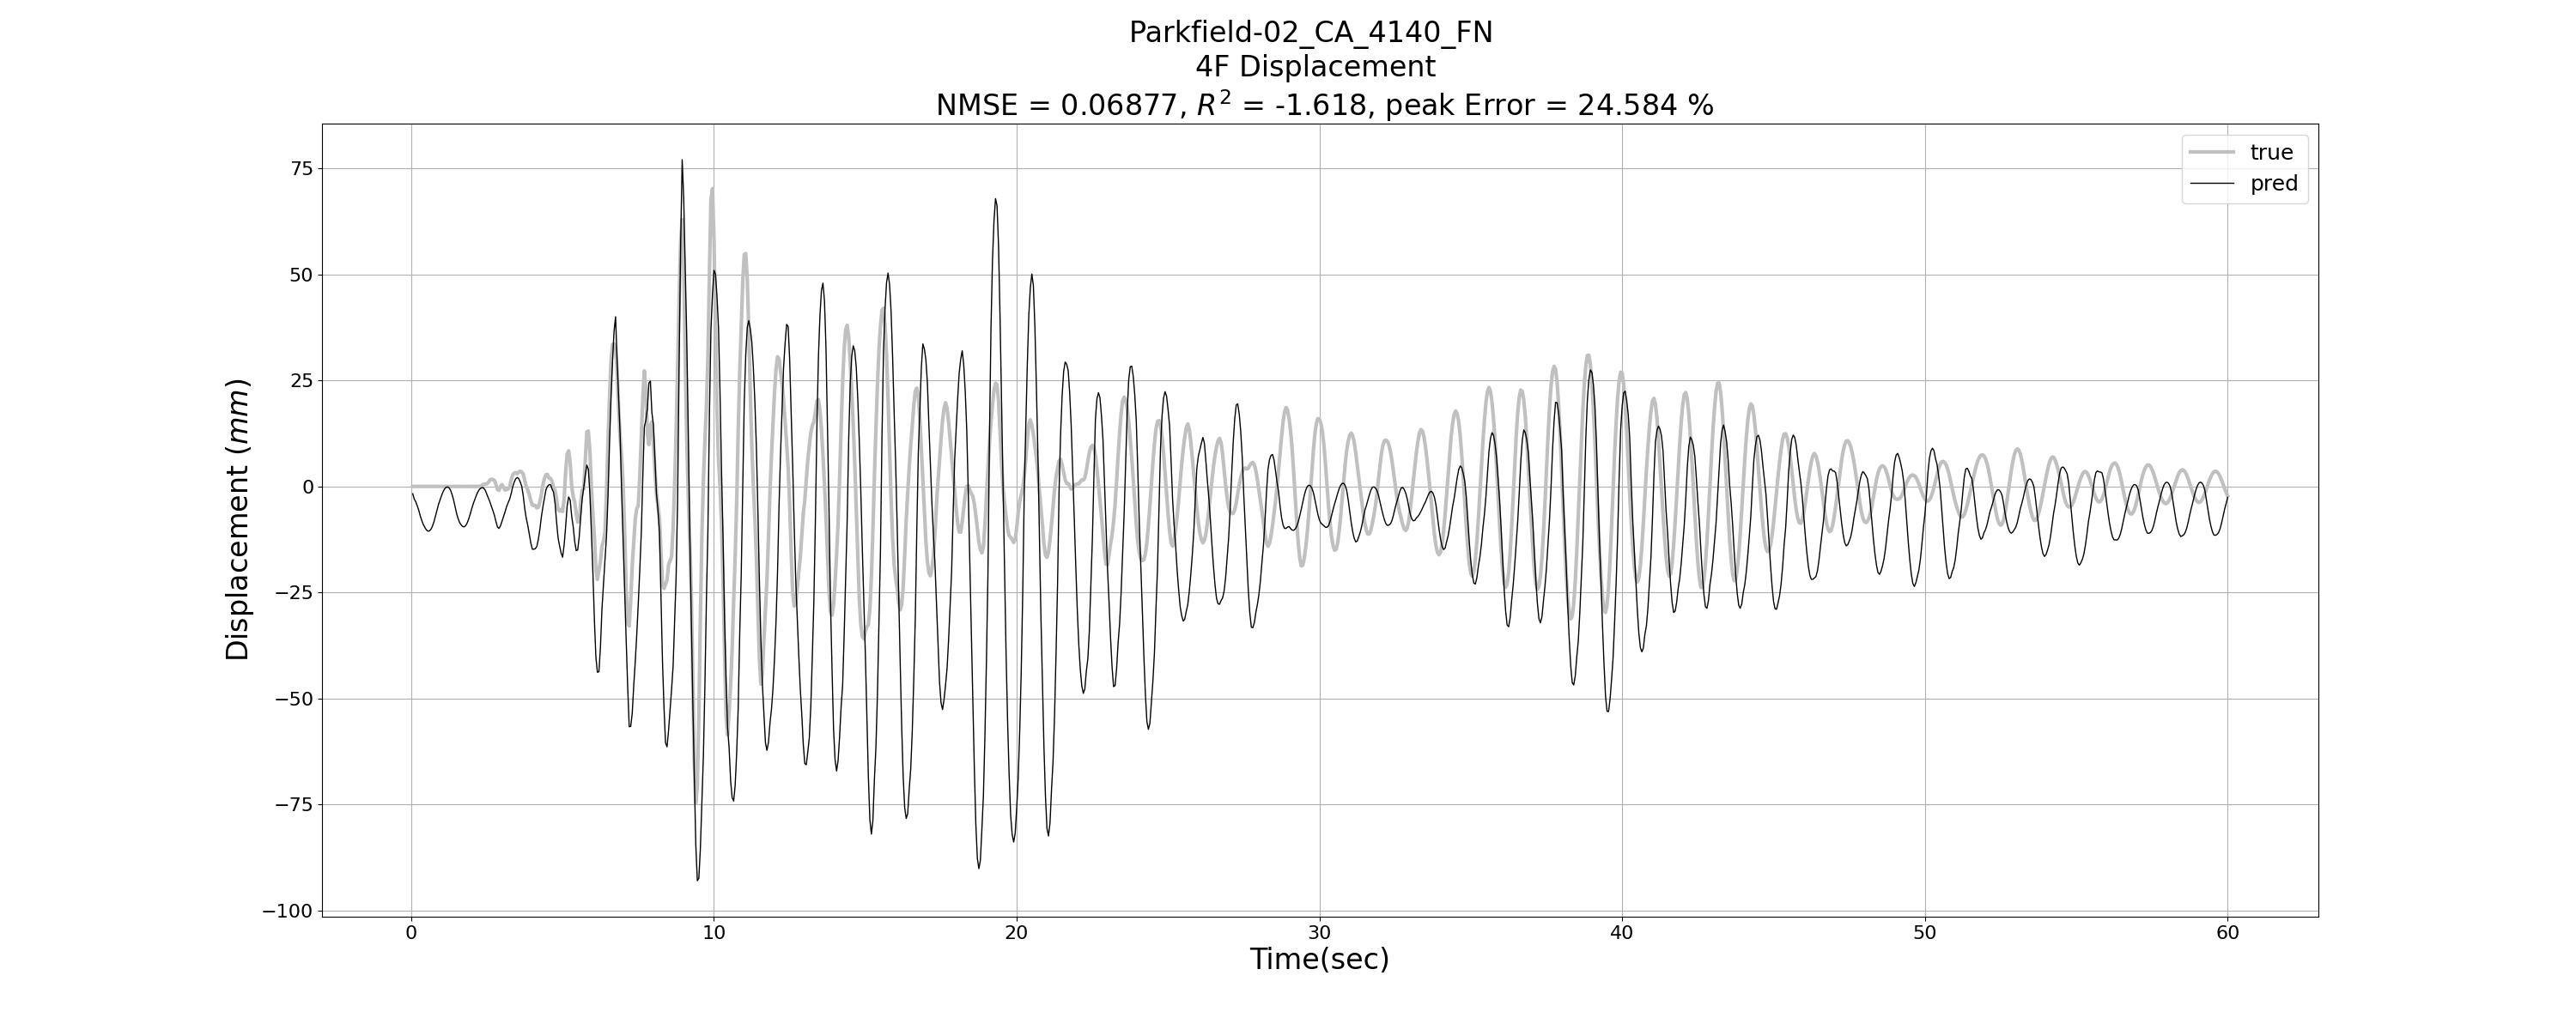 Parkfield-02_CA_4140_FN
4F Displacement
NMSE = 0.06877, R² = -1.618, peak Error = 24.584 %
true
pred
75
50
25
0
−25
−50
−75
−100
Displacement (mm)
0 10 20 30 40 50 60
Time(sec)